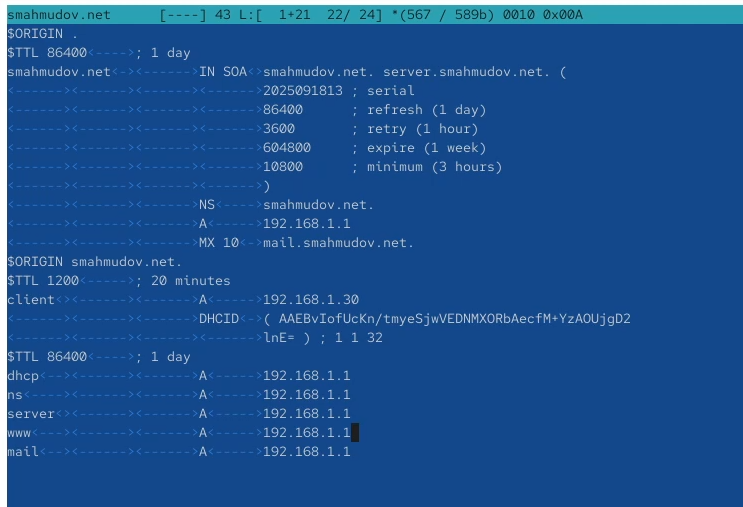 smahmudov.net      [----] 43 L:[  1+21  22/ 24] *(567 / 589b) 0010 0x00A
$ORIGIN .
$TTL 86400<----->; 1 day
smahmudov.net<-><------>IN SOA<->smahmudov.net. server.smahmudov.net. (
<------><------><------><------>2025091813 ; serial
<------><------><------><------>86400      ; refresh (1 day)
<------><------><------><------>3600       ; retry (1 hour)
<------><------><------><------>604800     ; expire (1 week)
<------><------><------><------>10800      ; minimum (3 hours)
<------><------><------><------>)
<------><------><------>NS<---->smahmudov.net.
<------><------><------>A<----->192.168.1.1
<------><------><------>MX 10<->mail.smahmudov.net.
$ORIGIN smahmudov.net.
$TTL 1200<----->; 20 minutes
client<><------><------>A<----->192.168.1.30
<------><------><------>DHCID<->( AAEBvIofUcKn/tmyeSjwVEDNMXORbAecfM+YzAOUjgD2
<------><------><------><------>lnE= ) ; 1 1 32
$TTL 86400<---->; 1 day
dhcp<--><------><------>A<----->192.168.1.1
ns<----><------><------>A<----->192.168.1.1
server<><------><------>A<----->192.168.1.1
www<---><------><------>A<----->192.168.1.1
mail<--><------><------>A<----->192.168.1.1